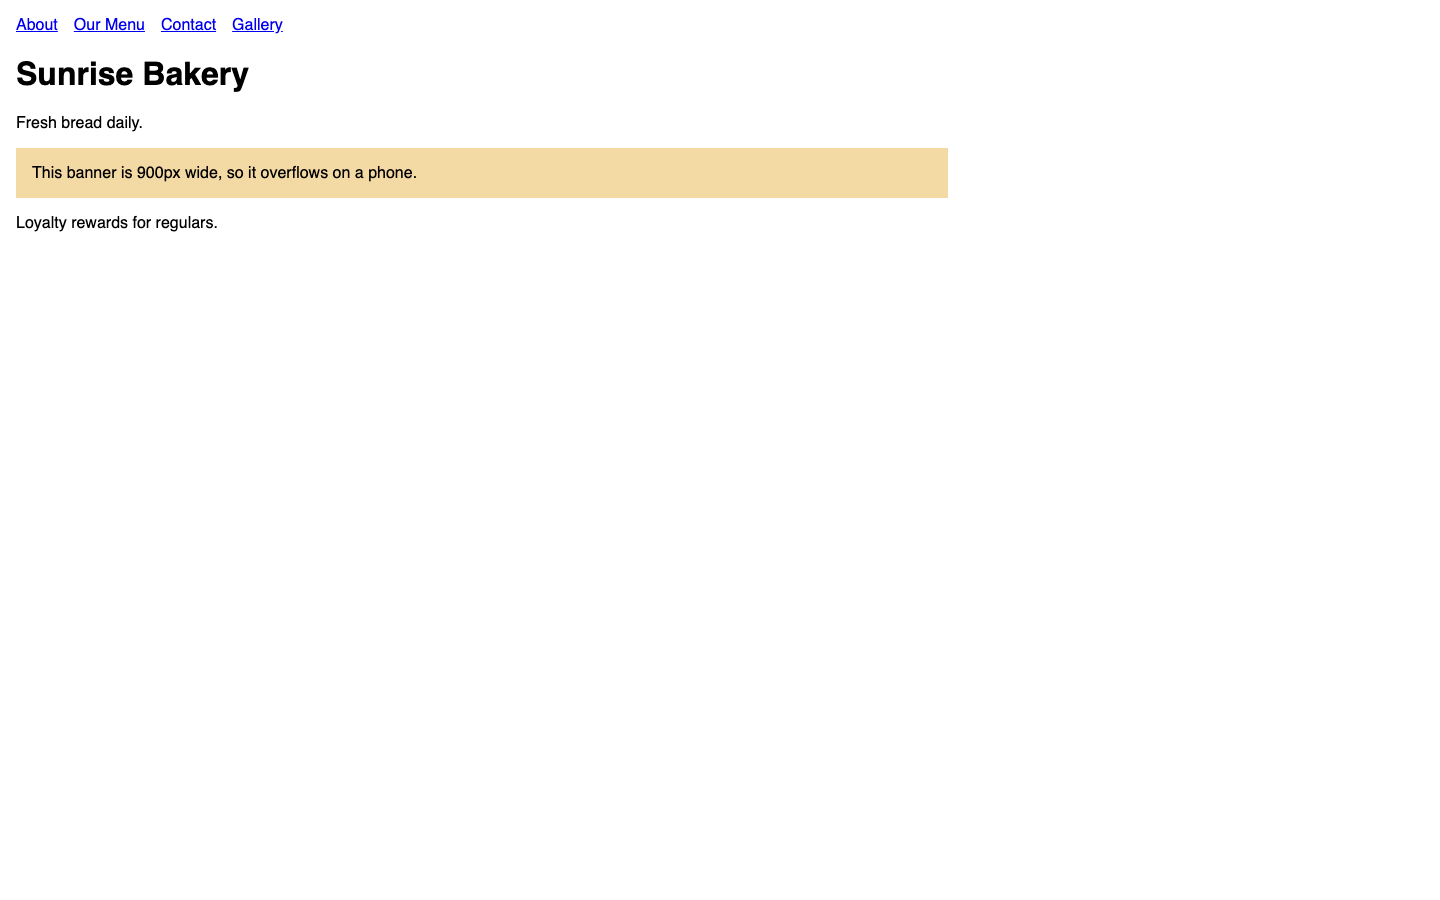 About Our Menu Contact Gallery
Sunrise Bakery
Fresh bread daily.
This banner is 900px wide, so it overflows on a phone.
Loyalty rewards for regulars.